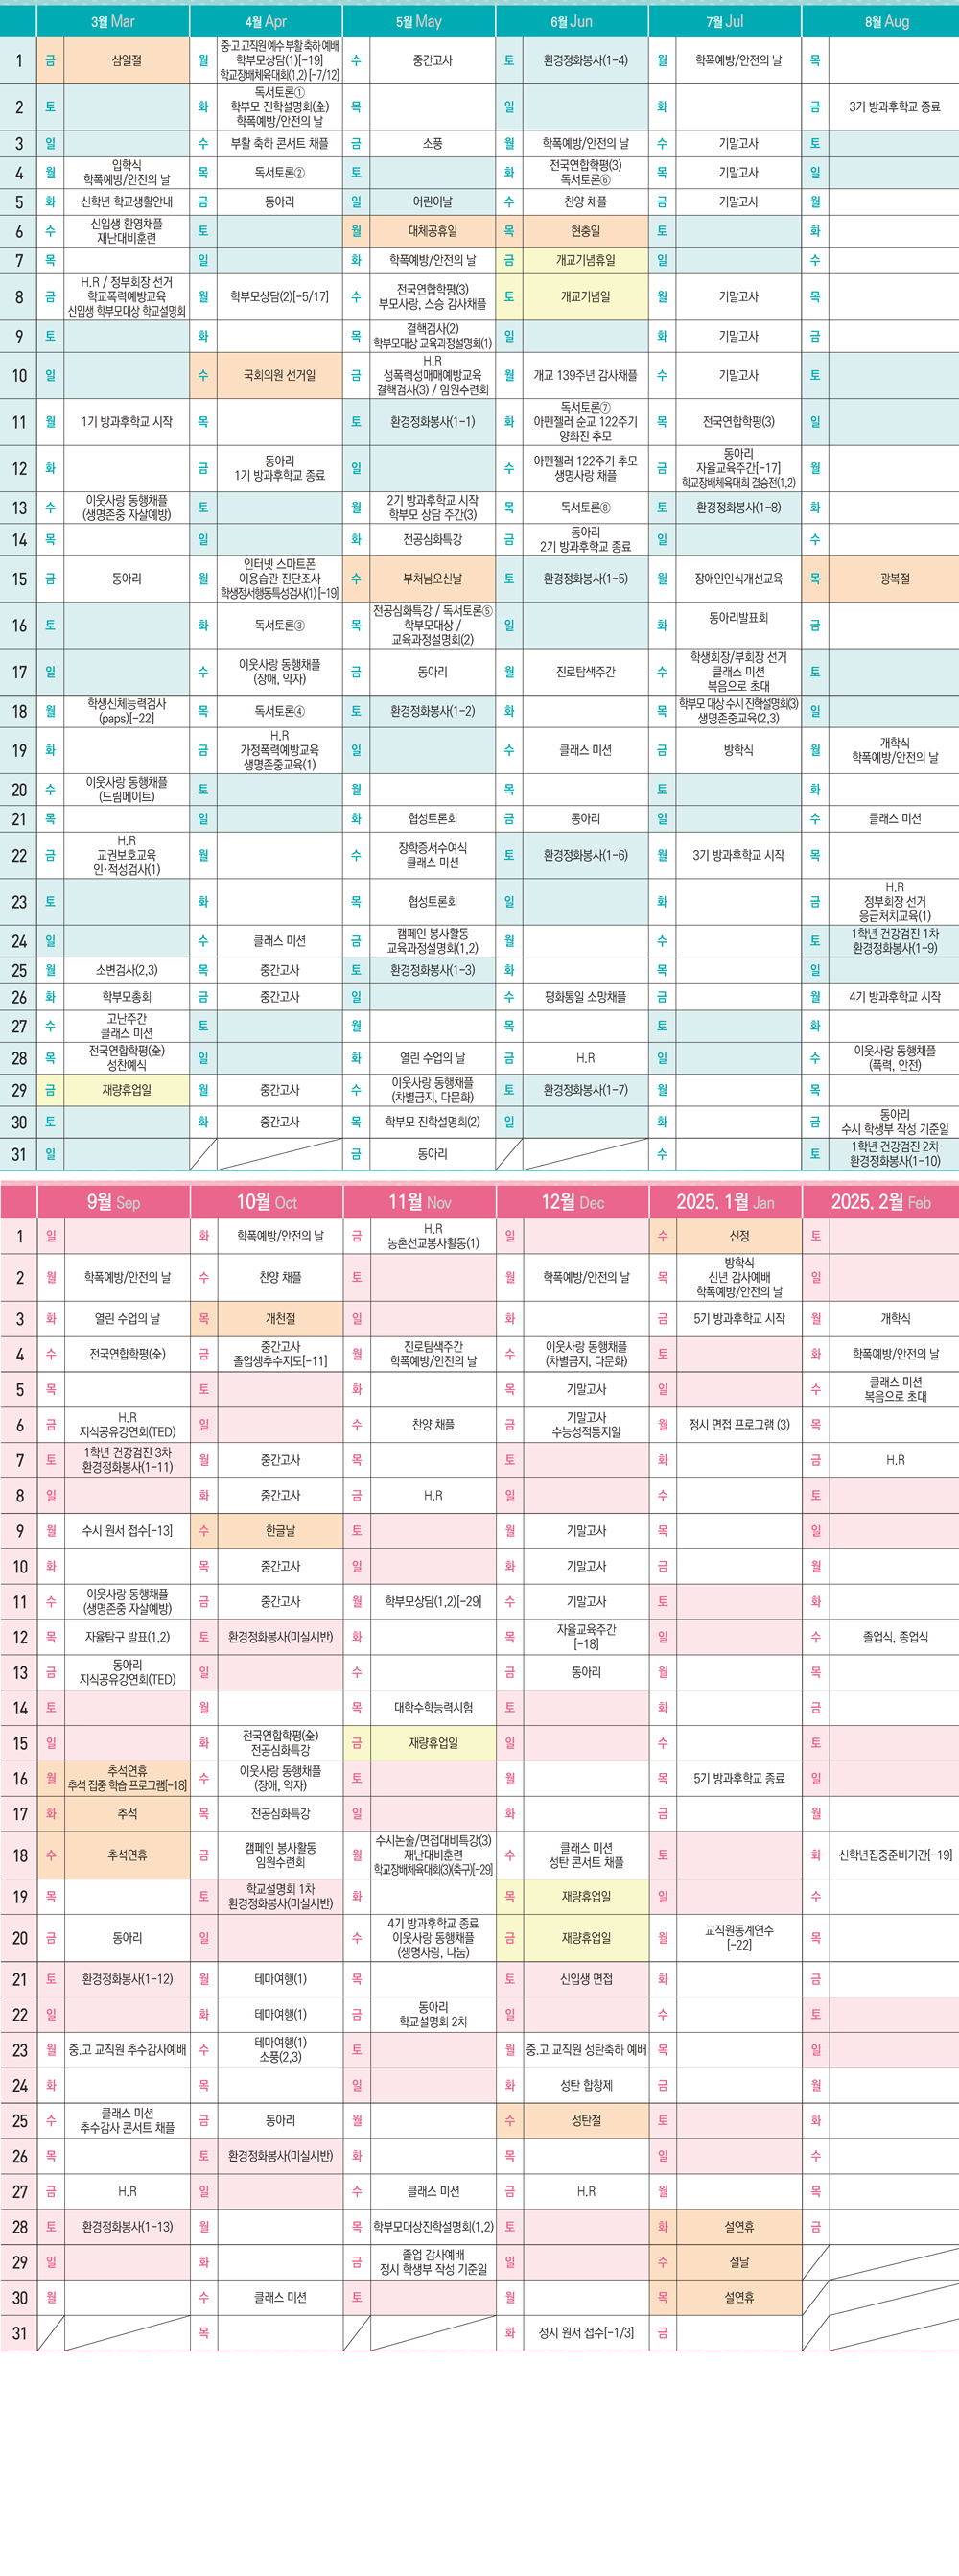 3월 Mar 4월 Apr 5월 May 6월 Jun 7월 Jul 8월 Aug
1 금 삼일절 월 중·고 교직원 예수 부활 축하 예배 학부모상담(1)[-19] 학교장배체육대회(1,2) [-7/12] 수 중간고사 토 환경정화봉사(1-4) 월 학폭예방/안전의 날 목
2 토 화 독서토론① 학부모 진학설명회(全) 학폭예방/안전의 날 목 일 화 금 3기 방과후학교 종료
3 일 수 부활 축하 콘서트 채플 금 소풍 월 학폭예방/안전의 날 수 기말고사 토
4 월 입학식 학폭예방/안전의 날 목 독서토론② 토 화 전국연합학평(3) 독서토론⑥ 목 기말고사 일
5 화 신학년 학교생활안내 금 동아리 일 어린이날 수 찬양 채플 금 기말고사 월
6 수 신입생 환영채플 재난대비훈련 토 월 대체공휴일 목 현충일 토 화
7 목 일 화 학폭예방/안전의 날 금 개교기념휴일 일 수
8 금 H.R / 정부회장 선거 학교폭력예방교육 신입생 학부모대상 학교설명회 월 학부모상담(2)[-5/17] 수 전국연합학평(3) 부모사랑, 스승 감사채플 토 개교기념일 월 기말고사 목
9 토 화 목 결핵검사(2) 학부모대상 교육과정설명회(1) 일 화 기말고사 금
10 일 수 국회의원 선거일 금 H.R 성폭력성매매예방교육 결핵검사(3) / 임원수련회 월 개교 139주년 감사채플 수 기말고사 토
11 월 1기 방과후학교 시작 목 토 환경정화봉사(1-1) 화 독서토론⑦ 아펜젤러 순교 122주기 양화진 추모 목 전국연합학평(3) 일
12 화 금 동아리 1기 방과후학교 종료 일 수 아펜젤러 122주기 추모 생명사랑 채플 금 동아리 자율교육주간[-17] 학교장배체육대회 결승전(1,2) 월
13 수 이웃사랑 동행채플 (생명존중 자살예방) 토 월 2기 방과후학교 시작 학부모 상담 주간(3) 목 독서토론⑧ 토 환경정화봉사(1-8) 화
14 목 일 화 전공심화특강 금 동아리 2기 방과후학교 종료 일 수
15 금 동아리 월 인터넷 스마트폰 이용습관 진단조사 학생정서행동특성검사(1) [-19] 수 부처님오신날 토 환경정화봉사(1-5) 월 장애인인식개선교육 목 광복절
16 토 화 독서토론③ 목 전공심화특강 / 독서토론⑤ 학부모대상 / 교육과정설명회(2) 일 화 동아리발표회 금
17 일 수 이웃사랑 동행채플 (장애, 약자) 금 동아리 월 진로탐색주간 수 학생회장/부회장 선거 클래스 미션 복음으로 초대 토
18 월 학생신체능력검사 (paps)[-22] 목 독서토론④ 토 환경정화봉사(1-2) 화 목 학부모 대상 수시 진학설명회(3) 생명존중교육(2,3) 일
19 화 금 H.R 가정폭력예방교육 생명존중교육(1) 일 수 클래스 미션 금 방학식 월 개학식 학폭예방/안전의 날
20 수 이웃사랑 동행채플 (드림메이트) 토 월 목 토 화
21 목 일 화 협성토론회 금 동아리 일 수 클래스 미션
22 금 H.R 교권보호교육 인·적성검사(1) 월 수 장학증서수여식 클래스 미션 토 환경정화봉사(1-6) 월 3기 방과후학교 시작 목
23 토 화 목 협성토론회 일 화 금 H.R 정부회장 선거 응급처치교육(1)
24 일 수 클래스 미션 금 캠페인 봉사활동 교육과정설명회(1,2) 월 수 토 1학년 건강검진 1차 환경정화봉사(1-9)
25 월 소변검사(2,3) 목 중간고사 토 환경정화봉사(1-3) 화 목 일
26 화 학부모총회 금 중간고사 일 수 평화통일 소망채플 금 월 4기 방과후학교 시작
27 수 고난주간 클래스 미션 토 월 목 토 화
28 목 전국연합학평(全) 성찬예식 일 화 열린 수업의 날 금 H.R 일 수 이웃사랑 동행채플 (폭력, 안전)
29 금 재량휴업일 월 중간고사 수 이웃사랑 동행채플 (차별금지, 다문화) 토 환경정화봉사(1-7) 월 목
30 토 화 중간고사 목 학부모 진학설명회(2) 일 화 금 동아리 수시 학생부 작성 기준일
31 일 금 동아리 수 토 1학년 건강검진 2차 환경정화봉사(1-10)
9월 Sep 10월 Oct 11월 Nov 12월 Dec 2025. 1월 Jan 2025. 2월 Feb
1 일 화 학폭예방/안전의 날 금 H.R 농촌선교봉사활동(1) 일 수 신정 토
2 월 학폭예방/안전의 날 수 찬양 채플 토 월 학폭예방/안전의 날 목 방학식 신년 감사예배 학폭예방/안전의 날 일
3 화 열린 수업의 날 목 개천절 일 화 금 5기 방과후학교 시작 월 개학식
4 수 전국연합학평(全) 금 중간고사 졸업생추수지도[-11] 월 진로탐색주간 학폭예방/안전의 날 수 이웃사랑 동행채플 (차별금지, 다문화) 토 화 학폭예방/안전의 날
5 목 토 화 목 기말고사 일 수 클래스 미션 복음으로 초대
6 금 H.R 지식공유강연회(TED) 일 수 찬양 채플 금 기말고사 수능성적통지일 월 정시 면접 프로그램 (3) 목
7 토 1학년 건강검진 3차 환경정화봉사(1-11) 월 중간고사 목 토 화 금 H.R
8 일 화 중간고사 금 H.R 일 수 토
9 월 수시 원서 접수[-13] 수 한글날 토 월 기말고사 목 일
10 화 목 중간고사 일 화 기말고사 금 월
11 수 이웃사랑 동행채플 (생명존중 자살예방) 금 중간고사 월 학부모상담(1,2)[-29] 수 기말고사 토 화
12 목 자율탐구 발표(1,2) 토 환경정화봉사(미실시반) 화 목 자율교육주간 [-18] 일 수 졸업식, 종업식
13 금 동아리 지식공유강연회(TED) 일 수 금 동아리 월 목
14 토 월 목 대학수학능력시험 토 화 금
15 일 화 전국연합학평(全) 전공심화특강 금 재량휴업일 일 수 토
16 월 추석연휴 추석 집중 학습 프로그램[-18] 수 이웃사랑 동행채플 (장애, 약자) 토 월 목 5기 방과후학교 종료 일
17 화 추석 목 전공심화특강 일 화 금 월
18 수 추석연휴 금 캠페인 봉사활동 임원수련회 월 수시논술/면접대비특강(3) 재난대비훈련 학교장배체육대회(3)(축구)[-29] 수 클래스 미션 성탄 콘서트 채플 토 화 신학년집중준비기간[-19]
19 목 토 학교설명회 1차 환경정화봉사(미실시반) 화 목 재량휴업일 일 수
20 금 동아리 일 수 4기 방과후학교 종료 이웃사랑 동행채플 (생명사랑, 나눔) 금 재량휴업일 월 교직원동계연수 [-22] 목
21 토 환경정화봉사(1-12) 월 테마여행(1) 목 토 신입생 면접 화 금
22 일 화 테마여행(1) 금 동아리 학교설명회 2차 일 수 토
23 월 중.고 교직원 추수감사예배 수 테마여행(1) 소풍(2,3) 토 월 중.고 교직원 성탄축하 예배 목 일
24 화 목 일 화 성탄 합창제 금 월
25 수 클래스 미션 추수감사 콘서트 채플 금 동아리 월 수 성탄절 토 화
26 목 토 환경정화봉사(미실시반) 화 목 일 수
27 금 H.R 일 수 클래스 미션 금 H.R 월 목
28 토 환경정화봉사(1-13) 월 목 학부모대상진학설명회(1,2) 토 화 설연휴 금
29 일 화 금 졸업 감사예배 정시 학생부 작성 기준일 일 수 설날
30 월 수 클래스 미션 토 월 목 설연휴
31 목 화 정시 원서 접수[-1/3] 금